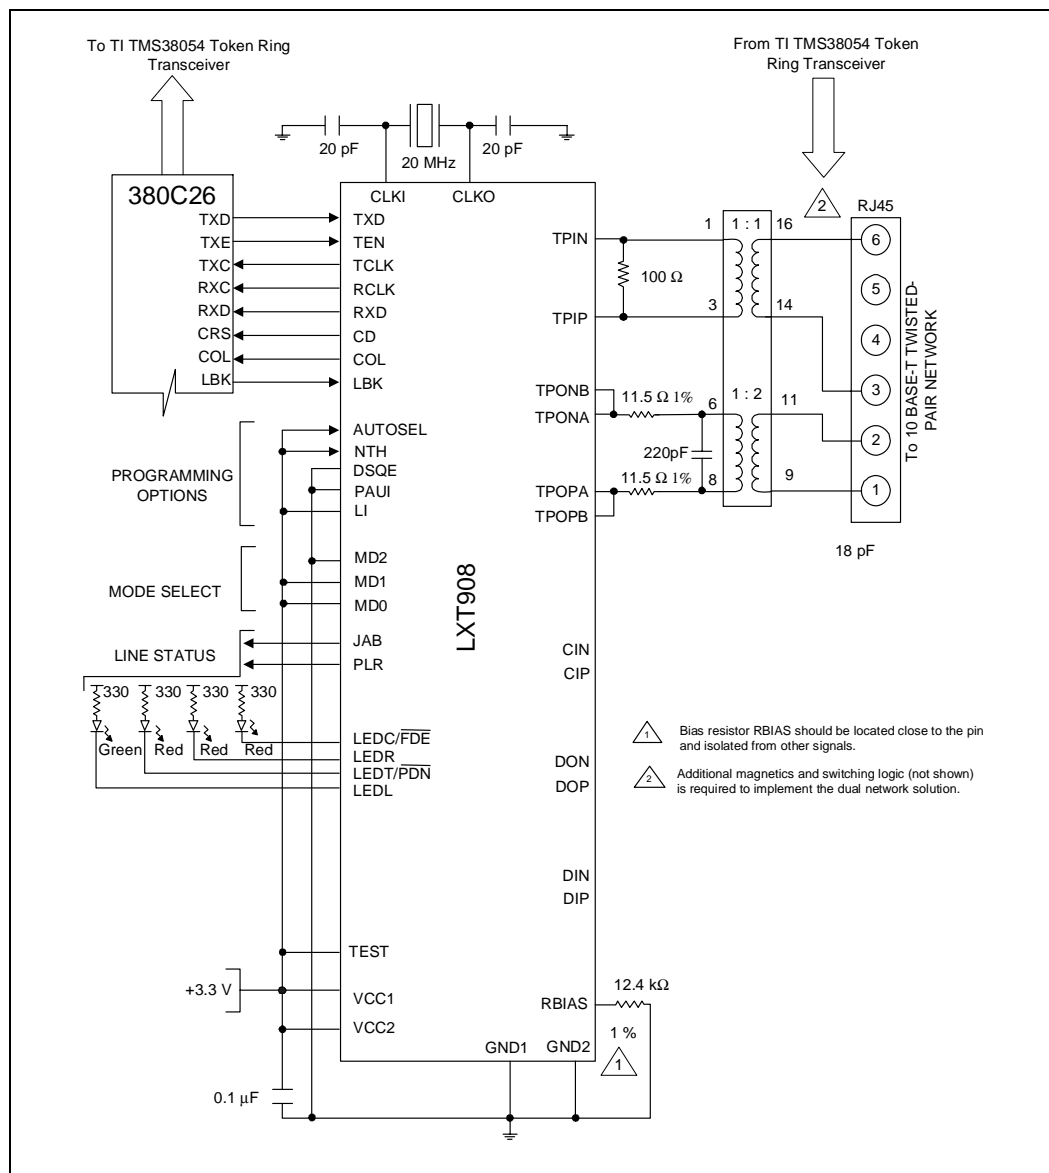 To TI TMS38054 Token Ring
Transceiver
From TI TMS38054 Token
Ring Transceiver
20 pF
20 MHz
20 pF
380C26
TXD
TXE
TXC
RXC
RXD
CRS
COL
LBK
CLKI
CLKO
TXD
TEN
TCLK
RCLK
RXD
CD
COL
LBK
AUTOSEL
NTH
DSQE
PAUI
LI
MD2
MD1
MD0
JAB
PLR
LEDC/FDE
LEDR
LEDT/PDN
LEDL
TEST
VCC1
VCC2
PROGRAMMING
OPTIONS
MODE SELECT
LINE STATUS
330
330
330
330
Green
Red
Red
Red
+3.3 V
0.1 μF
LXT908
GND1
GND2
TPIN
TPIP
TPONB
TPONA
TPOPA
TPOPB
CIN
CIP
DON
DOP
DIN
DIP
RBIAS
12.4 kΩ
1 %
1
100 Ω
11.5 Ω 1%
220pF
11.5 Ω 1%
1
1 : 1
16
3
14
6
1 : 2
11
8
9
2
RJ45
6
5
4
3
2
1
To 10 BASE-T TWISTED-
PAIR NETWORK
18 pF
1
Bias resistor RBIAS should be located close to the pin
and isolated from other signals.
2
Additional magnetics and switching logic (not shown)
is required to implement the dual network solution.